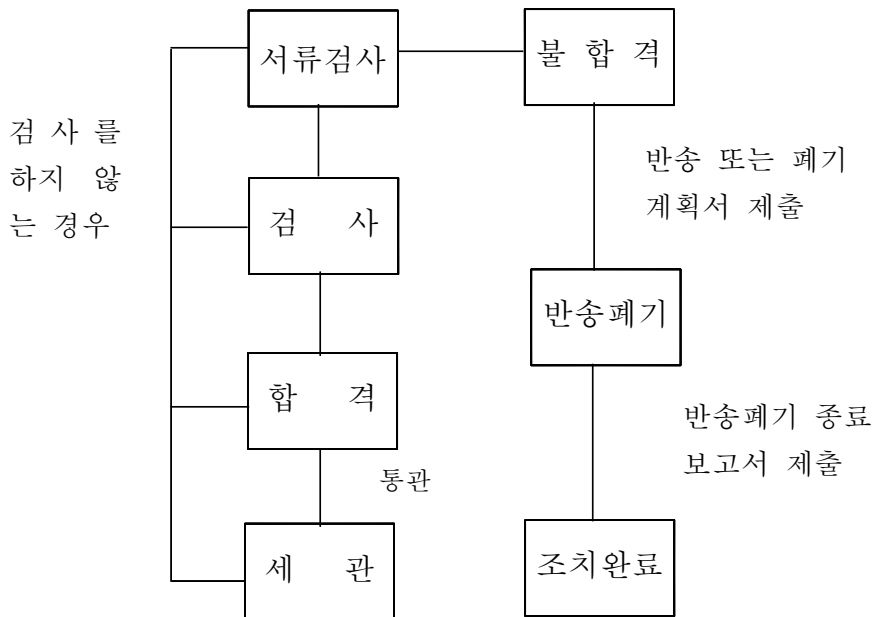 서류검사
불 합 격
검 사 를
하지 않
는 경우
반송 또는 폐기
계획서 제출
검 사
반송폐기
합 격
반송폐기 종료
보고서 제출
통관
세 관
조치완료